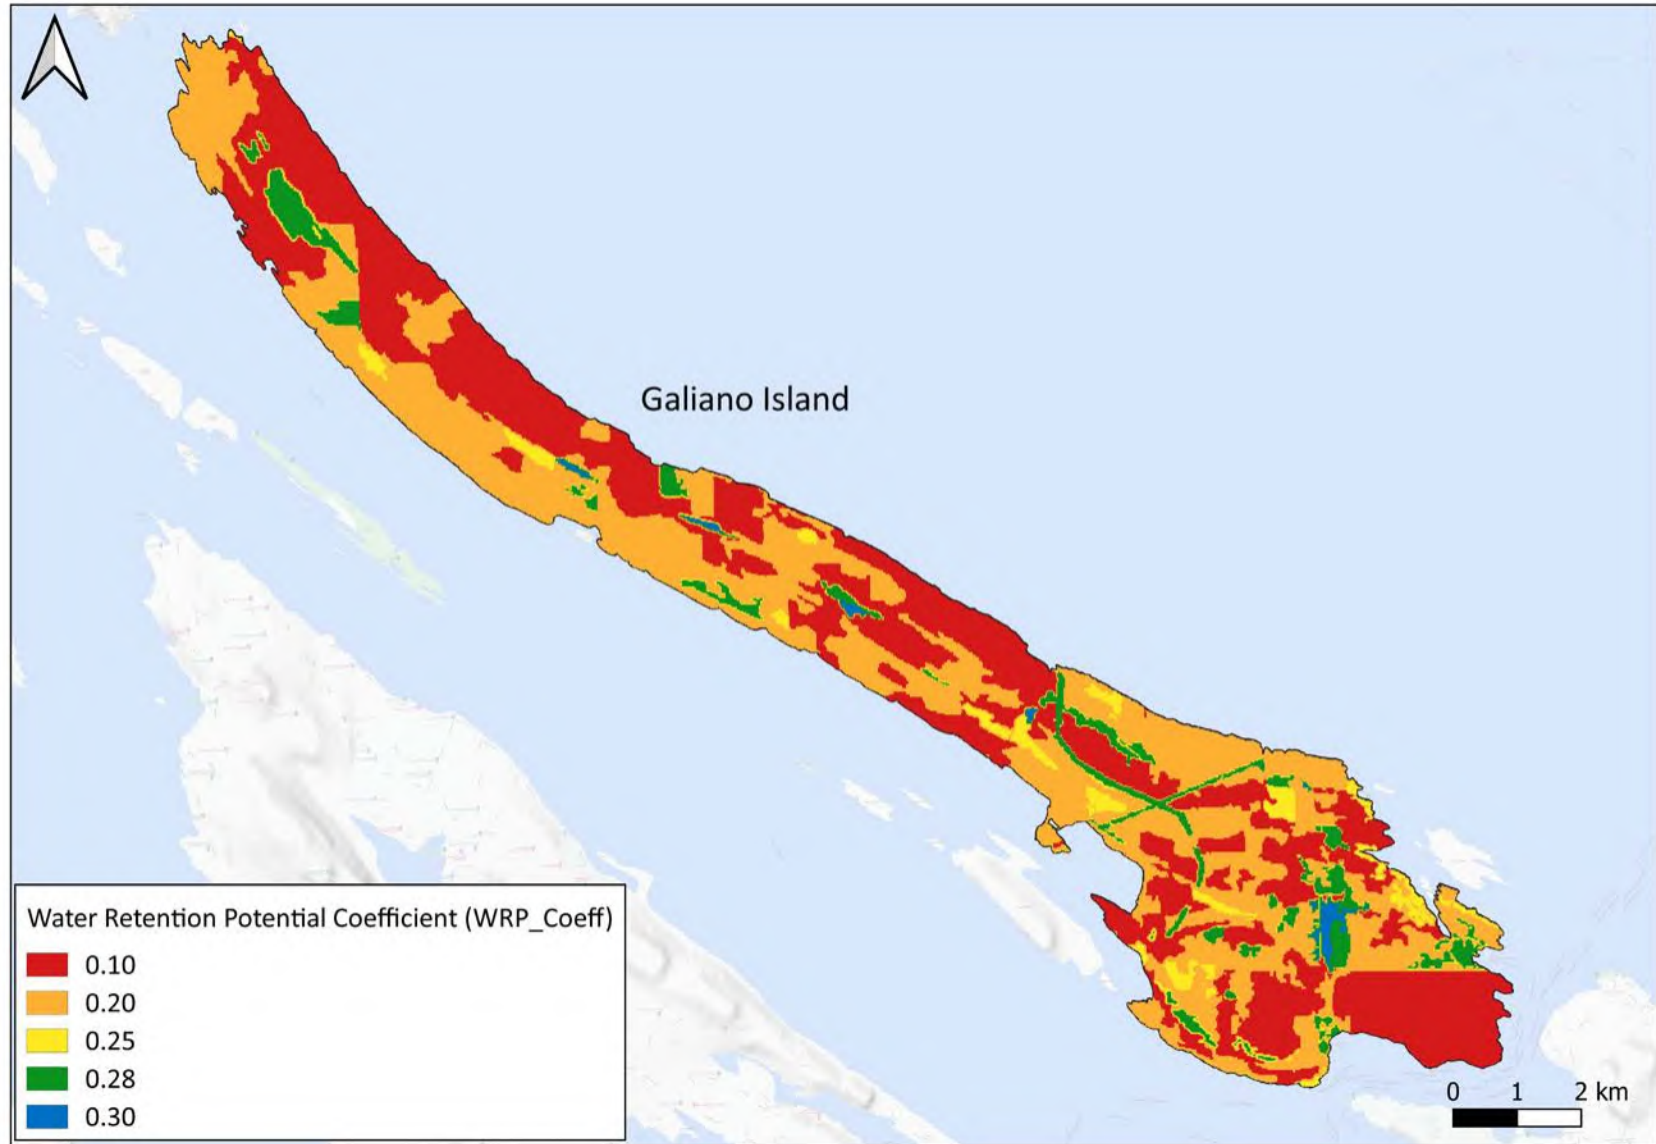 Galiano Island
Water Retention Potential Coefficient (WRP_Coeff)
0.10
0.20
0.25
0.28
0.30
0 1 2 km